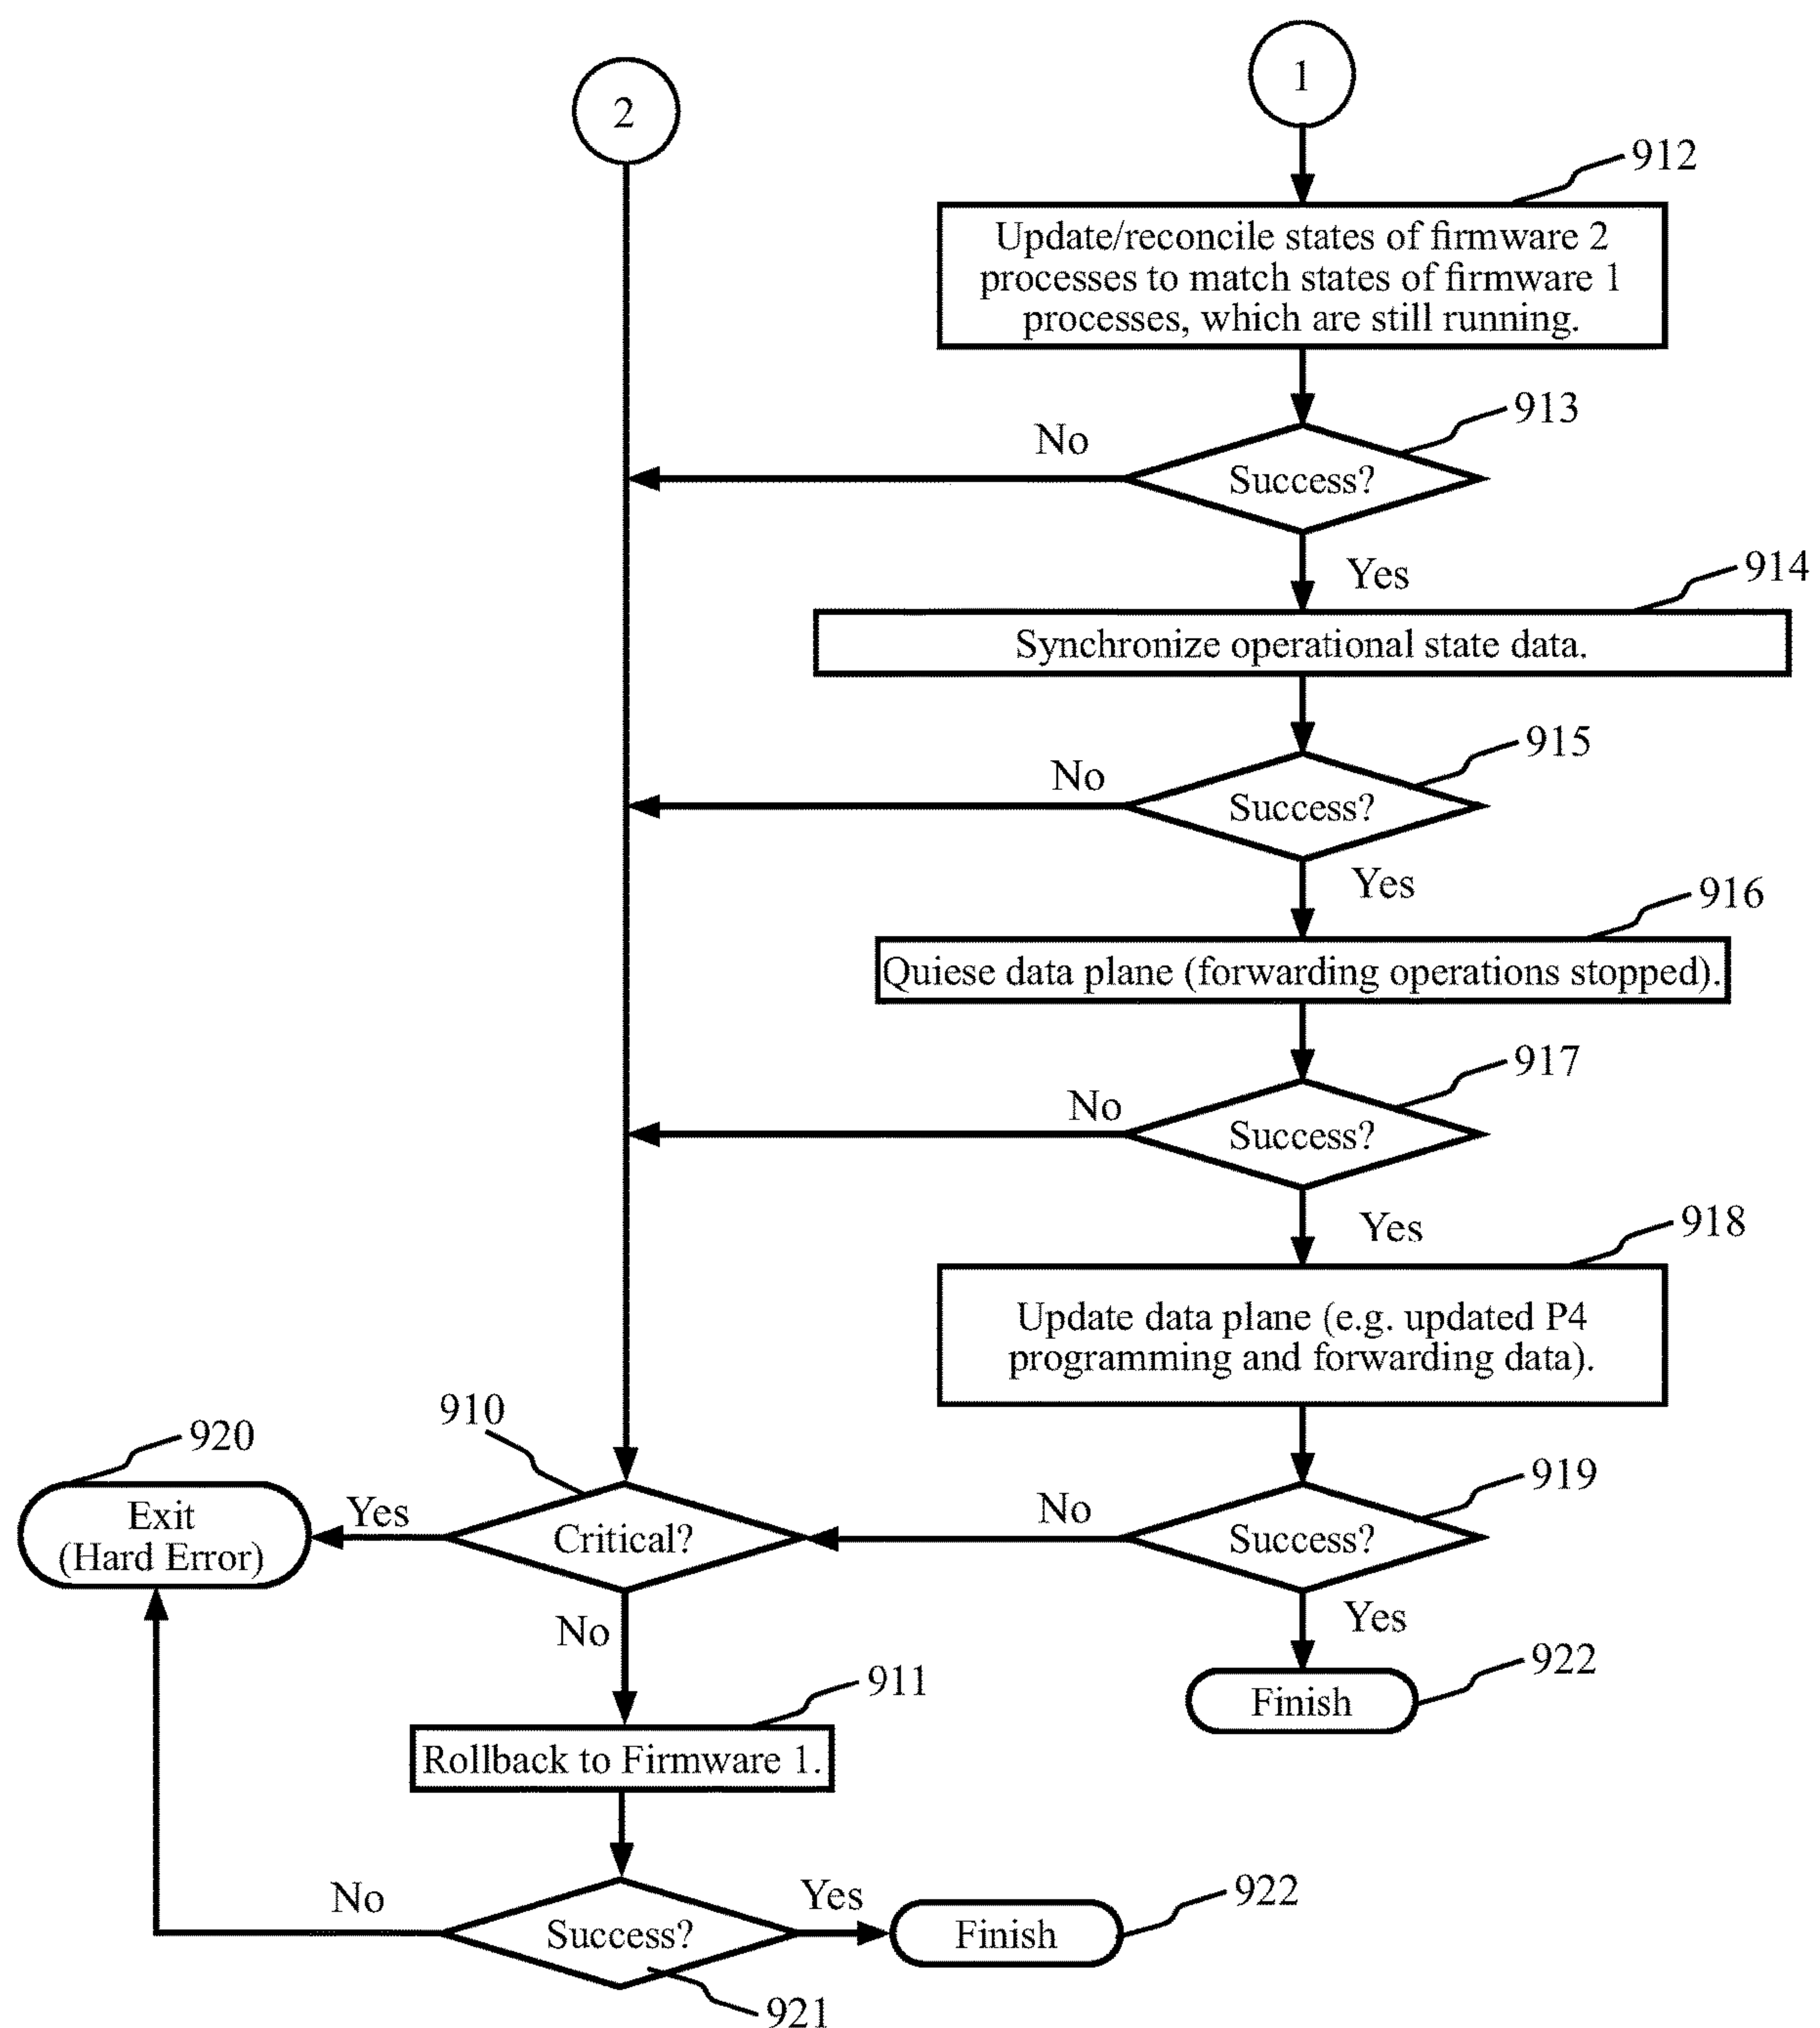 1
2
912
Update/reconcile states of firmware 2
processes to match states of firmware 1
processes, which are still running.
913
No
Success?
Yes
914
Synchronize operational state data.
915
No
Success?
Yes
916
Quiese data plane (forwarding operations stopped).
917
No
Success?
Yes
918
Update data plane (e.g. updated P4
programming and forwarding data).
910
920
919
Exit
(Hard Error)
Yes
Critical?
No
Success?
No
Yes
922
Finish
911
Rollback to Firmware 1.
No
Success?
Yes
922
Finish
921